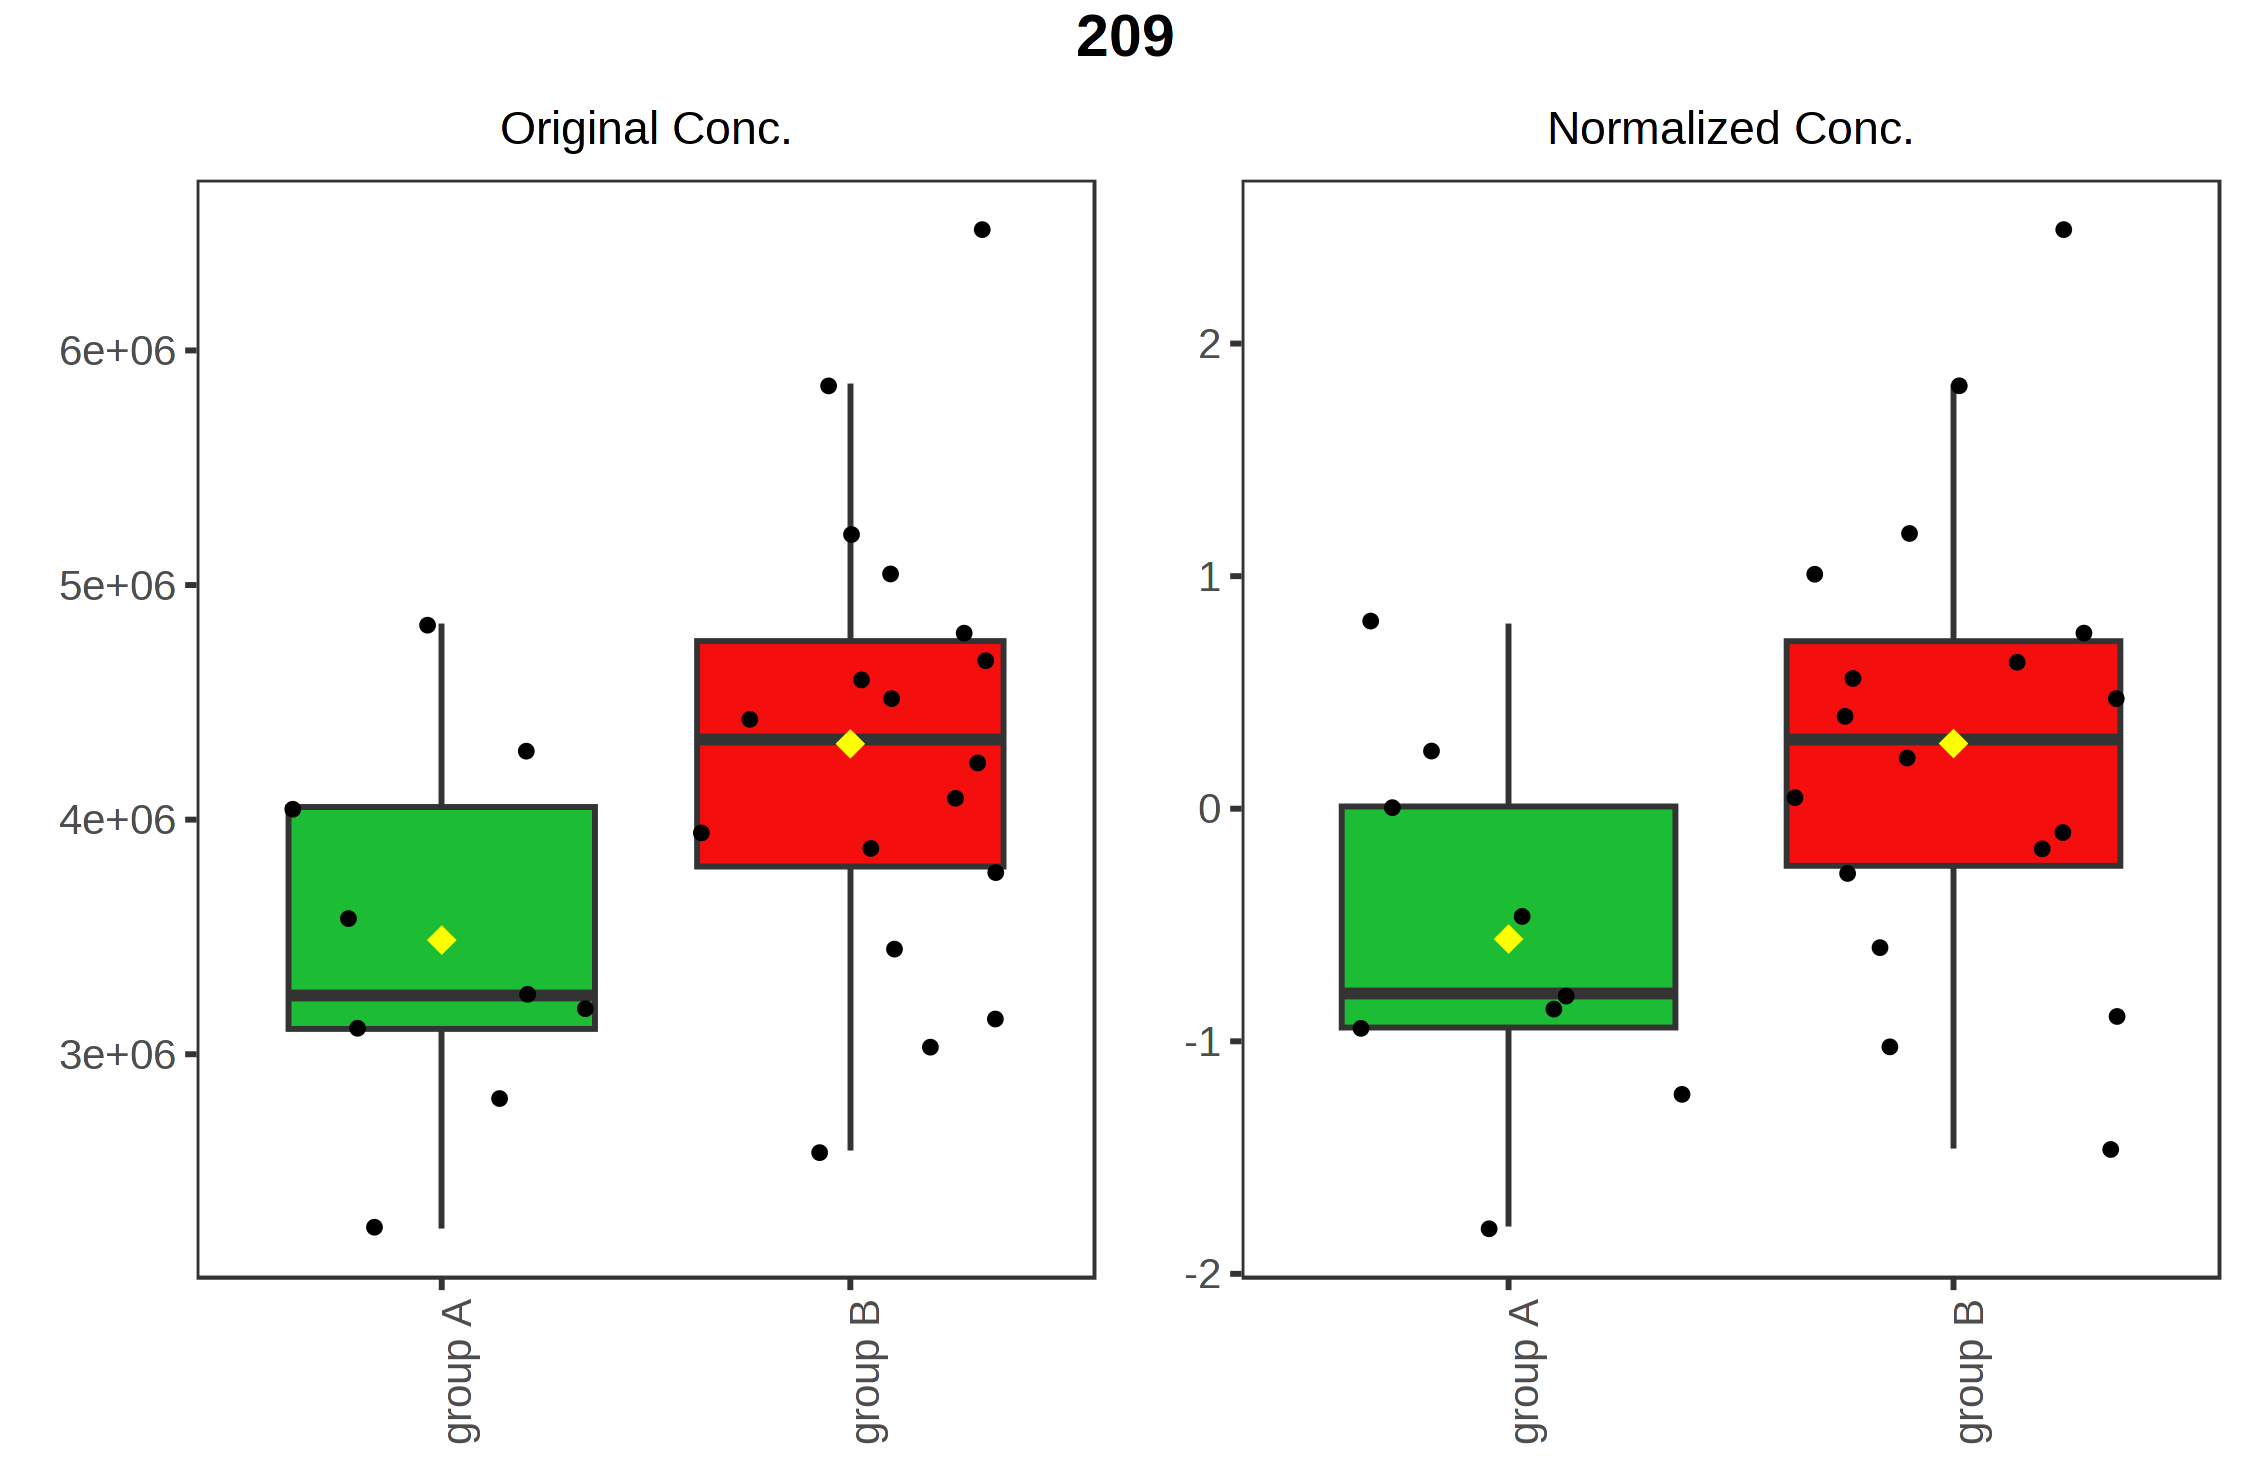 209
Original Conc.
Normalized Conc.
6e+06
5e+06
4e+06
3e+06
group A
group B
2
1
0
-1
-2
group A
group B